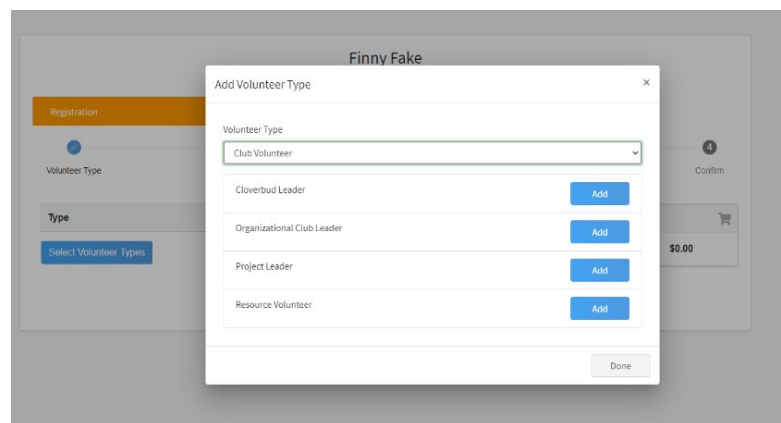 Finny Fake
Add Volunteer Type ×
Registration
Volunteer Type
Club Volunteer
4
Volunteer Type
Confirm
Cloverbud Leader Add
Type
Organizational Club Leader Add
Select Volunteer Types
$0.00
Project Leader Add
Resource Volunteer Add
Done